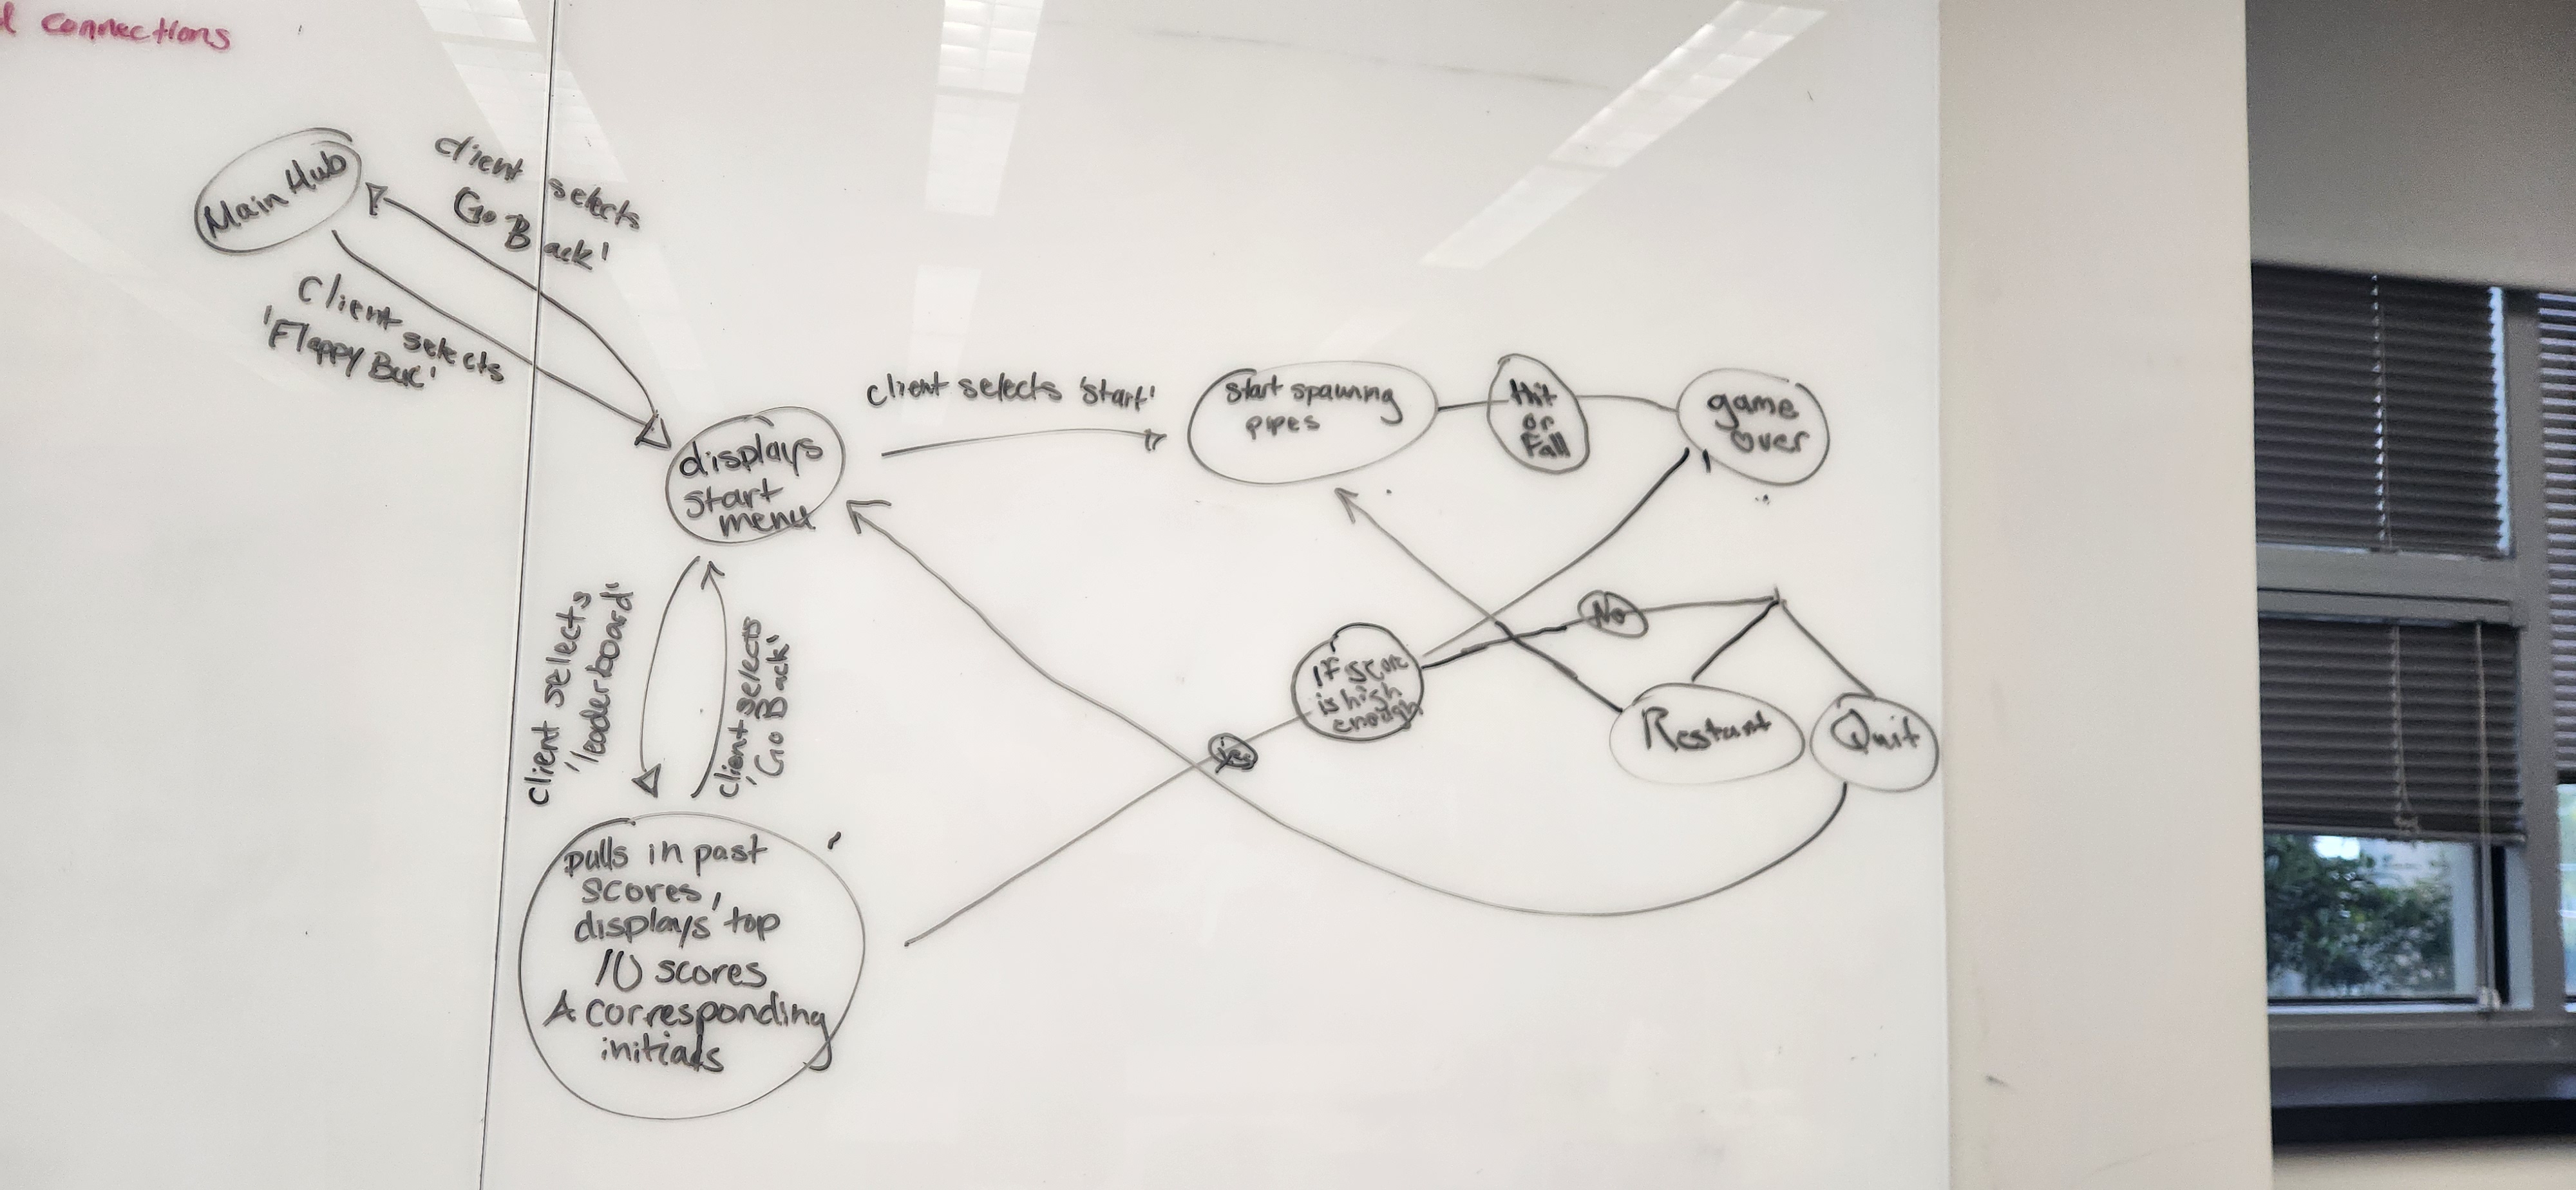 connections
Main Hub
client selects
Go Back'
Client selects
'Flappy Buc'
displays
start
menu
client selects 'Start'
Start spawning
pipes
Hit
or
Fall
game
over
client selects
'leaderboard'
client selects
'Go Back'
If score
is high
enough
No
Yes
Restart
Quit
pulls in past
scores,
displays top
10 scores
& corresponding
initials